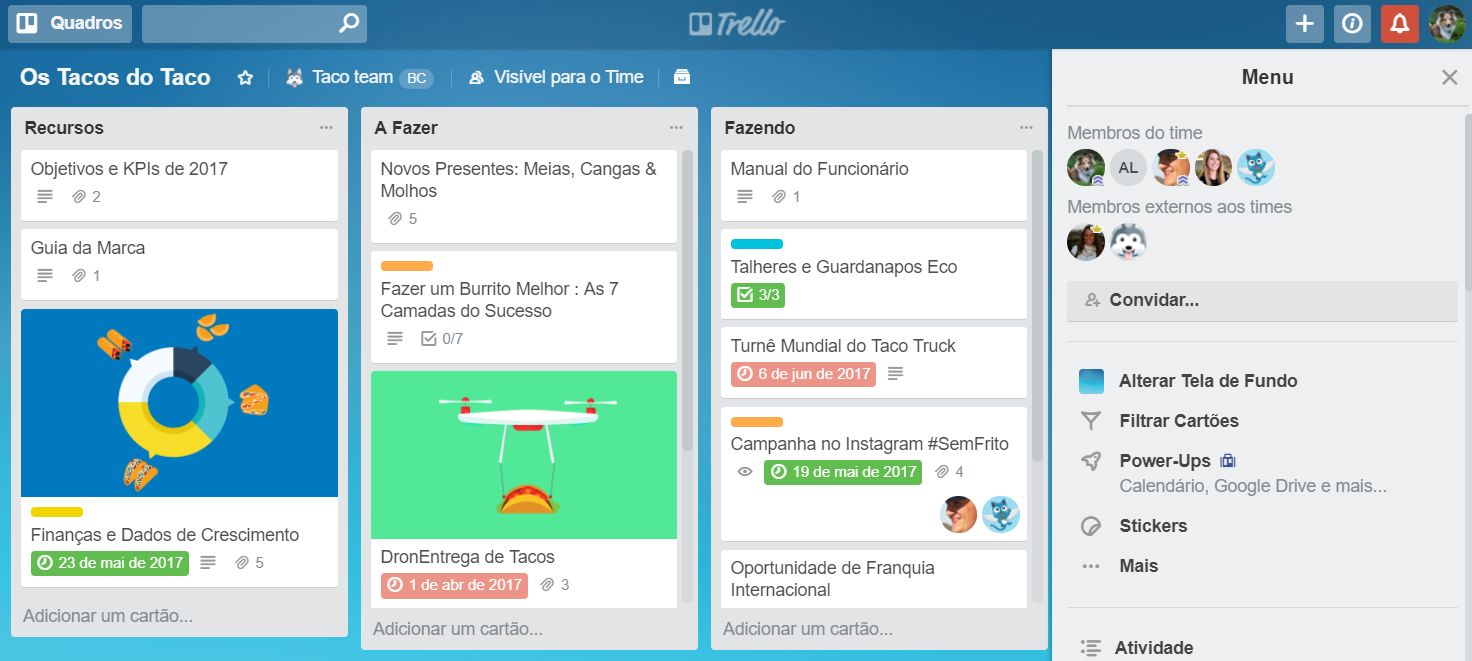 Quadros
Trello
Os Tacos do Taco
Taco team BC
Visível para o Time
Recursos
Objetivos e KPIs de 2017
2
Guia da Marca
1
Finanças e Dados de Crescimento
23 de mai de 2017 5
Adicionar um cartão...
A Fazer
Novos Presentes: Meias, Cangas &
Molhos
5
Fazer um Burrito Melhor : As 7
Camadas do Sucesso
0/7
DronEntrega de Tacos
1 de abr de 2017 3
Adicionar um cartão...
Fazendo
Manual do Funcionário
1
Talheres e Guardanapos Eco
3/3
Turnê Mundial do Taco Truck
6 de jun de 2017
Campanha no Instagram #SemFrito
19 de mai de 2017 4
Oportunidade de Franquia
Internacional
Adicionar um cartão...
Menu
Membros do time
AL
Membros externos aos times
Convidar...
Alterar Tela de Fundo
Filtrar Cartões
Power-Ups
Calendário, Google Drive e mais...
Stickers
Mais
Atividade